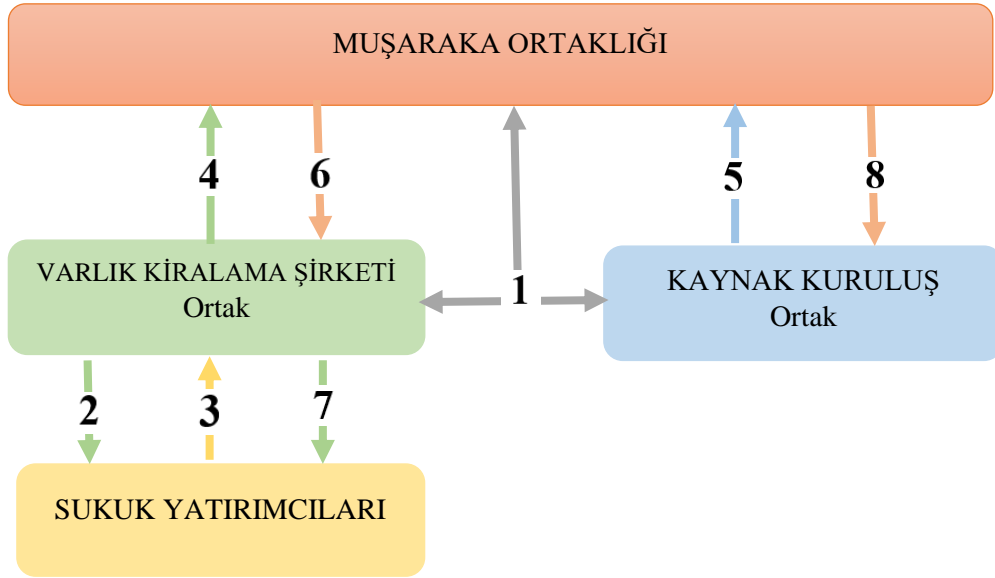 MUŞARAKA ORTAKLIĞI
4
6
5
8
VARLIK KİRALAMA ŞİRKETİ
Ortak
1
KAYNAK KURULUŞ
Ortak
2
3
7
SUKUK YATIRIMCILARI